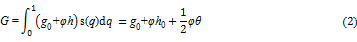 G = ∫₀¹(g₀+φh)s(q)dq = g₀+φh₀+½φθ (2)